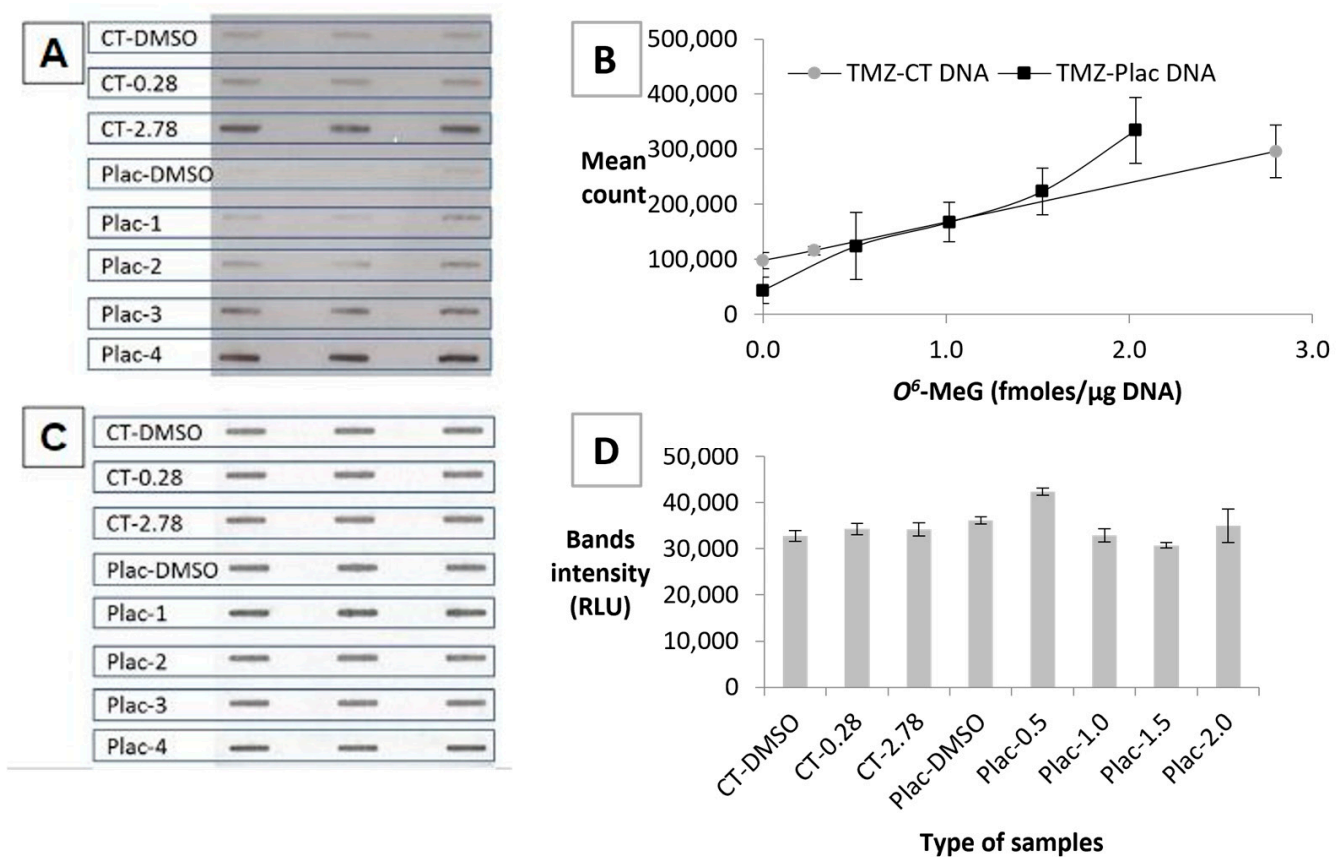 A
CT-DMSO
CT-0.28
CT-2.78
Plac-DMSO
Plac-1
Plac-2
Plac-3
Plac-4
B
500,000
400,000
300,000
200,000
100,000
0
Mean
count
TMZ-CT DNA TMZ-Plac DNA
0.0 1.0 2.0 3.0
O⁶-MeG (fmoles/µg DNA)
C
CT-DMSO
CT-0.28
CT-2.78
Plac-DMSO
Plac-1
Plac-2
Plac-3
Plac-4
D
50,000
40,000
30,000
20,000
10,000
0
Bands
intensity
(RLU)
CT-DMSO
CT-0.28
CT-2.78
Plac-DMSO
Plac-0.5
Plac-1.0
Plac-1.5
Plac-2.0
Type of samples